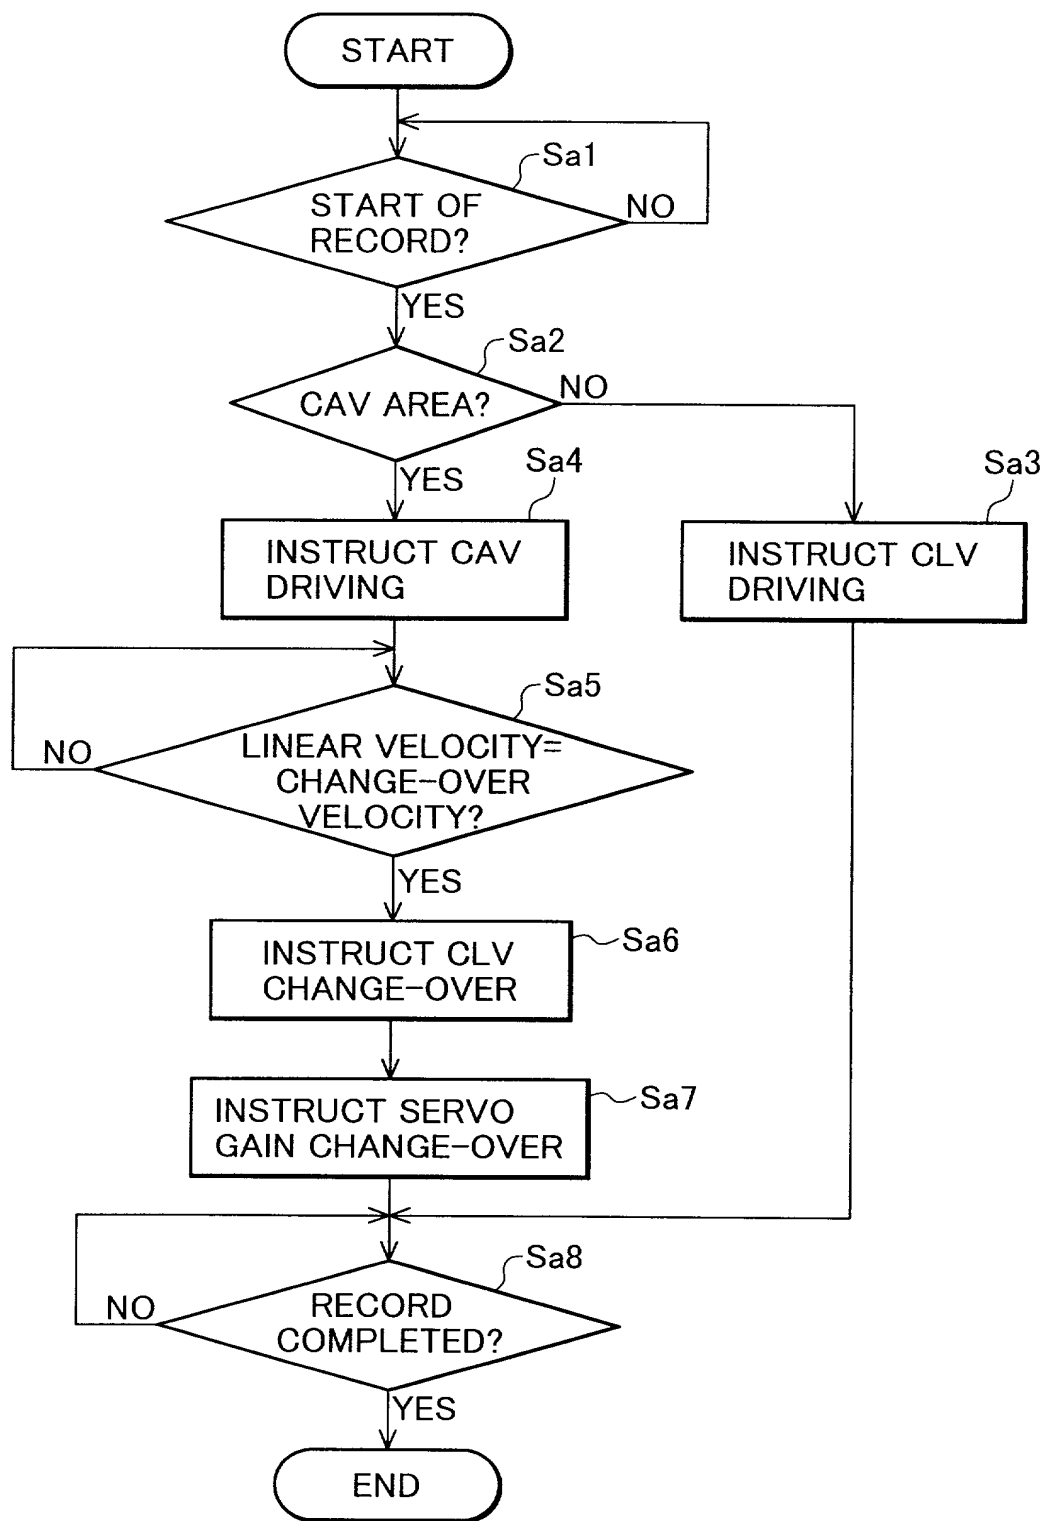 START
Sa1
START OF
RECORD?
NO
YES
Sa2
CAV AREA?
NO
YES
Sa4
Sa3
INSTRUCT CAV
DRIVING
INSTRUCT CLV
DRIVING
Sa5
NO
LINEAR VELOCITY=
CHANGE-OVER
VELOCITY?
YES
INSTRUCT CLV
CHANGE-OVER
Sa6
INSTRUCT SERVO
GAIN CHANGE-OVER
Sa7
Sa8
NO
RECORD
COMPLETED?
YES
END